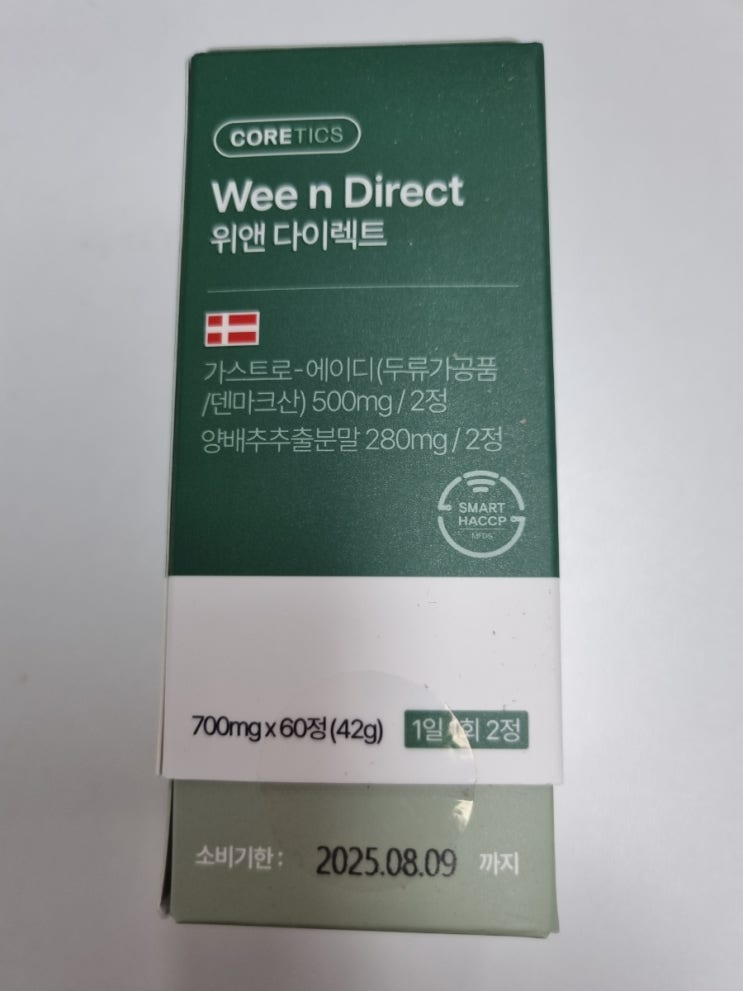 CORETICS
Wee n Direct
위앤 다이렉트
가스트로-에이디(두류가공품
/덴마크산) 500mg / 2정
양배추추출분말 280mg / 2정
SMART
HACCP
MFDS
700mg x 60정 (42g)
1일 1회 2정
소비기한 : 2025.08.09 까지